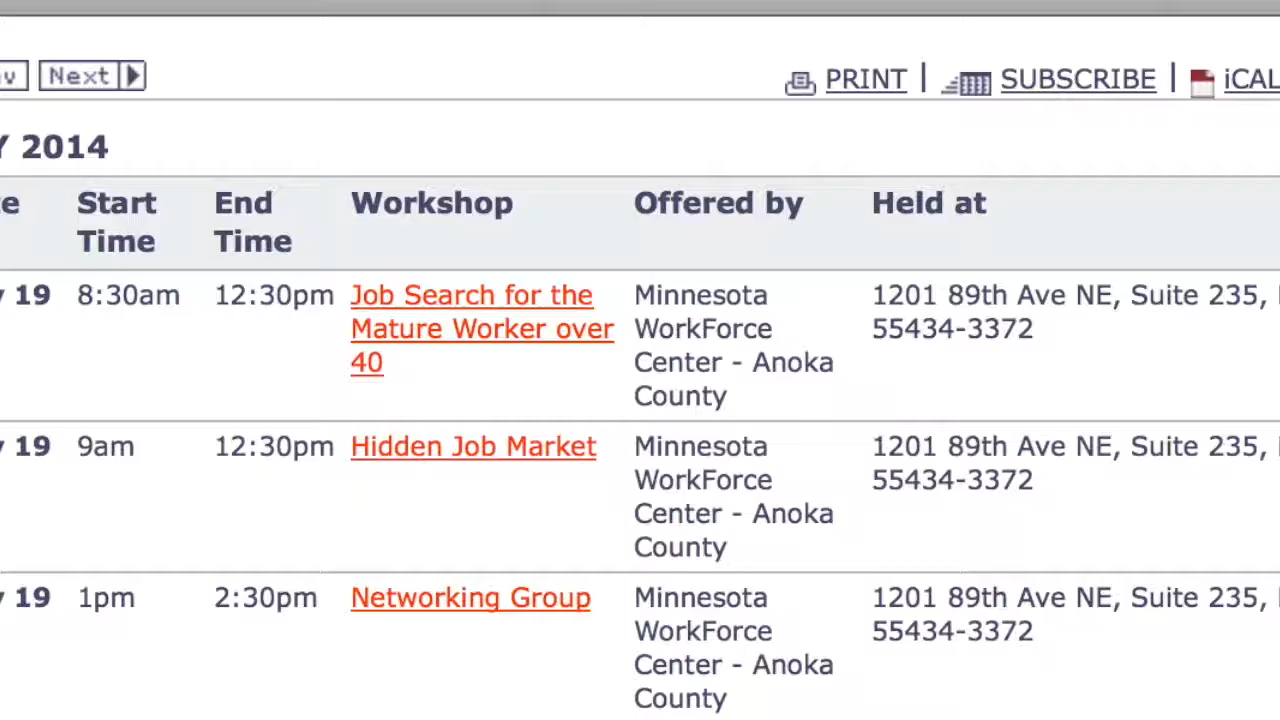 Next
PRINT | SUBSCRIBE | iCAL
2014
Start Time End Time Workshop Offered by Held at
19 8:30am 12:30pm Job Search for the Mature Worker over 40 Minnesota WorkForce Center - Anoka County 1201 89th Ave NE, Suite 235, 55434-3372
19 9am 12:30pm Hidden Job Market Minnesota WorkForce Center - Anoka County 1201 89th Ave NE, Suite 235, 55434-3372
19 1pm 2:30pm Networking Group Minnesota WorkForce Center - Anoka County 1201 89th Ave NE, Suite 235, 55434-3372